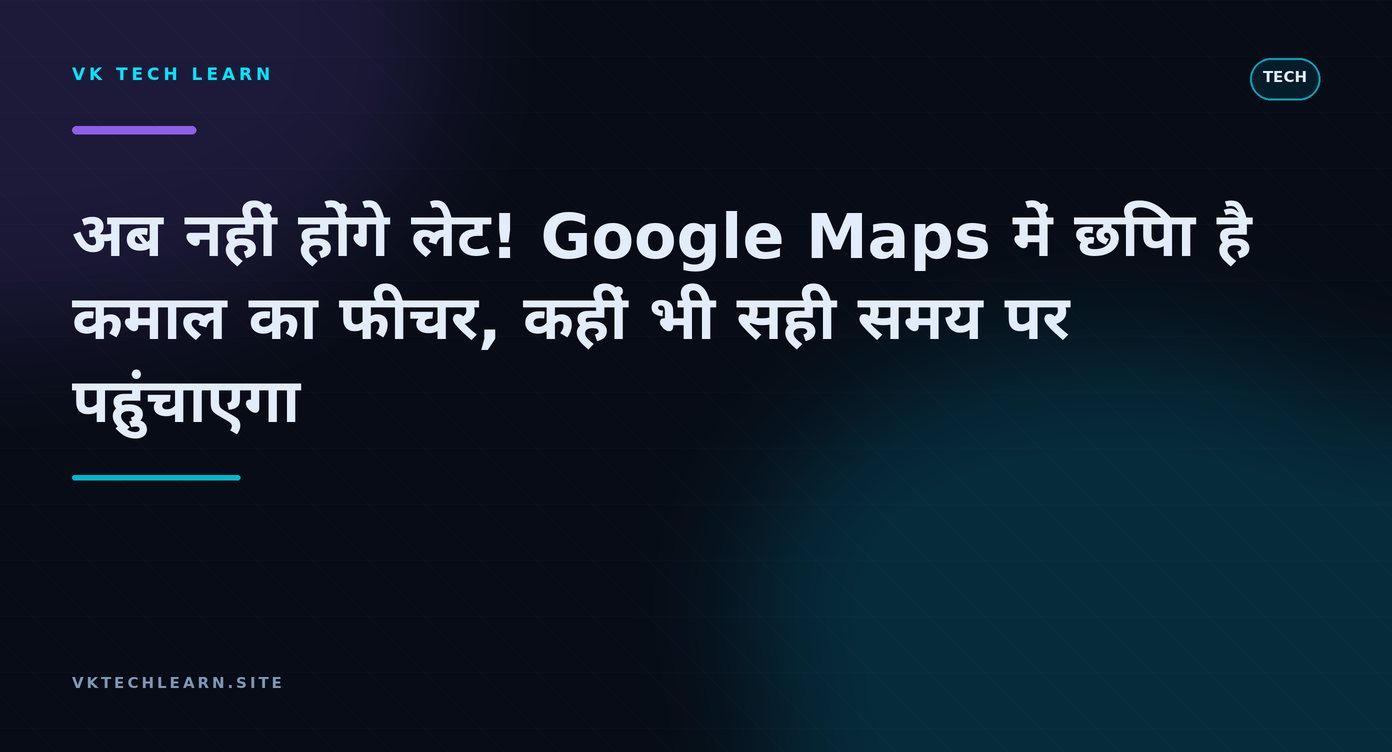 VK TECH LEARN
TECH
अब नहीं होंगे लेट! Google Maps में छिपा है
कमाल का फीचर, कहीं भी सही समय पर
पहुंचाएगा
VKTECHLEARN.SITE